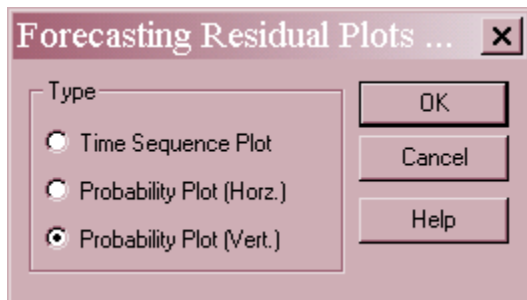 Forecasting Residual Plots ...
Type
Time Sequence Plot
Probability Plot (Horz.)
Probability Plot (Vert.)
OK
Cancel
Help